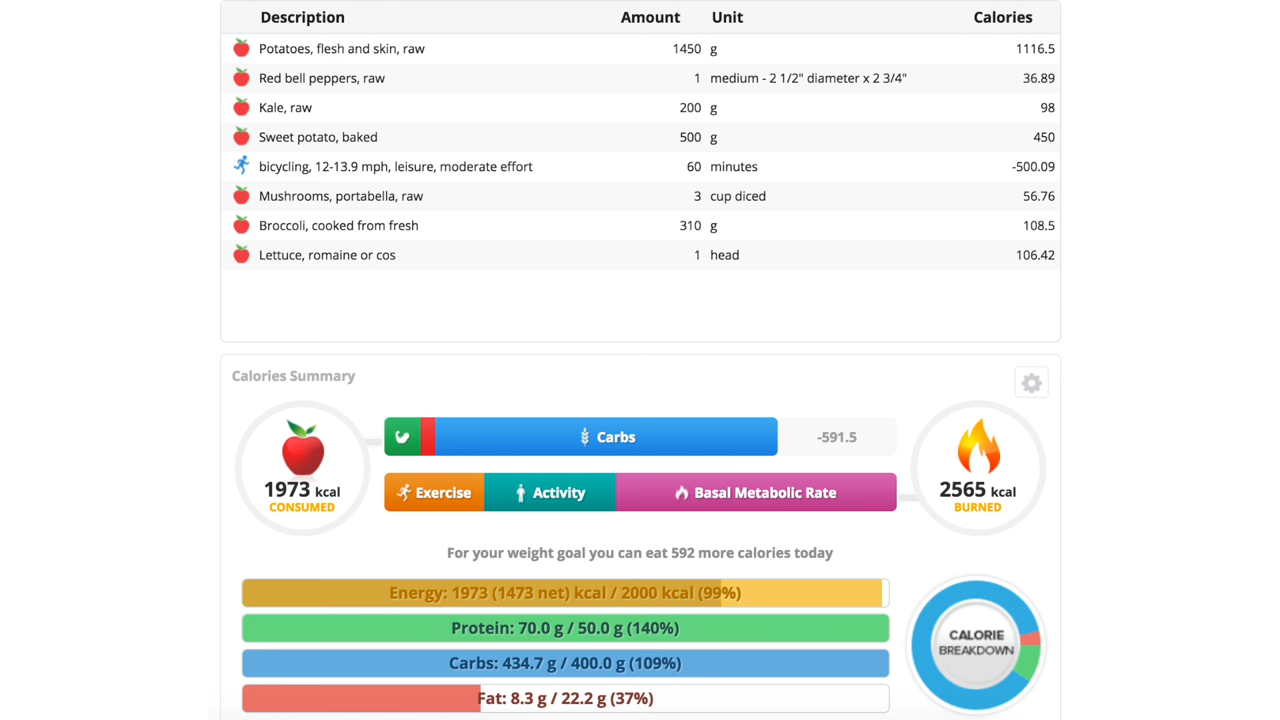 Description Amount Unit Calories
Potatoes, flesh and skin, raw 1450 g 1116.5
Red bell peppers, raw 1 medium - 2 1/2" diameter x 2 3/4" 36.89
Kale, raw 200 g 98
Sweet potato, baked 500 g 450
bicycling, 12-13.9 mph, leisure, moderate effort 60 minutes -500.09
Mushrooms, portabella, raw 3 cup diced 56.76
Broccoli, cooked from fresh 310 g 108.5
Lettuce, romaine or cos 1 head 106.42
Calories Summary
Carbs -591.5
1973 kcal
CONSUMED
Exercise Activity Basal Metabolic Rate
2565 kcal
BURNED
For your weight goal you can eat 592 more calories today
Energy: 1973 (1473 net) kcal / 2000 kcal (99%)
Protein: 70.0 g / 50.0 g (140%)
Carbs: 434.7 g / 400.0 g (109%)
Fat: 8.3 g / 22.2 g (37%)
CALORIE
BREAKDOWN